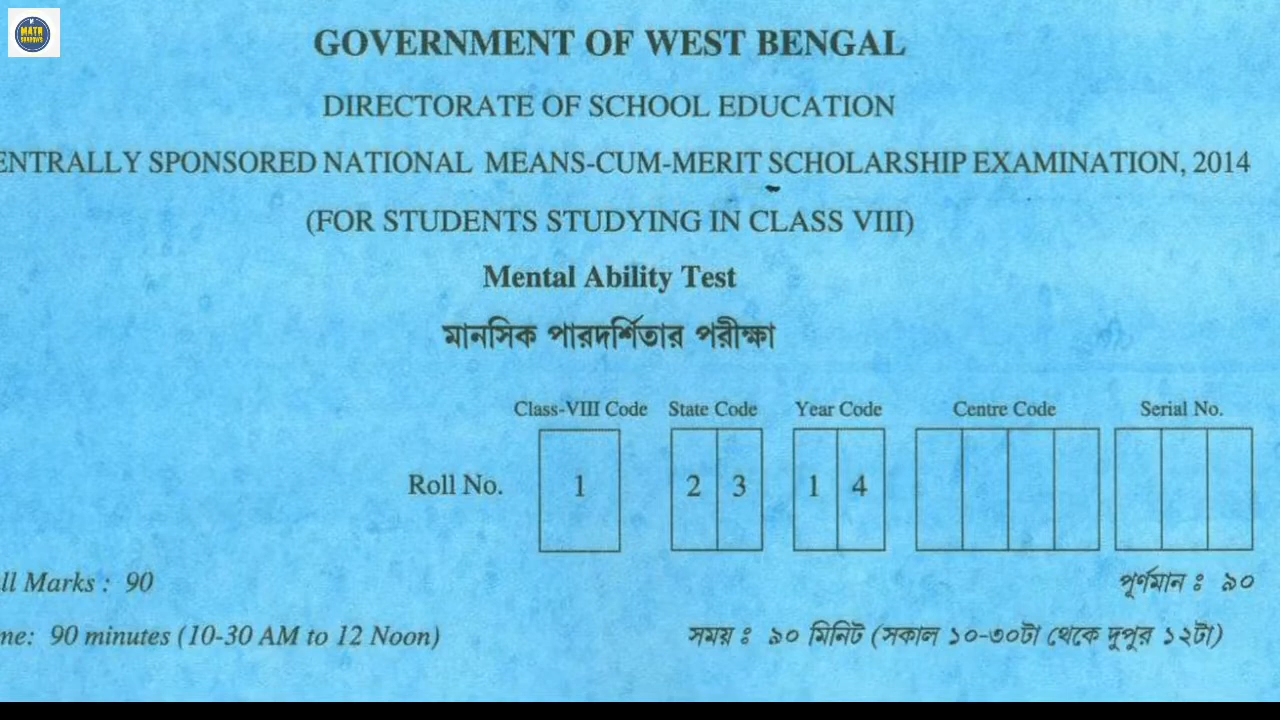 MATH
GOVERNMENT OF WEST BENGAL
DIRECTORATE OF SCHOOL EDUCATION
ENTRALLY SPONSORED NATIONAL MEANS-CUM-MERIT SCHOLARSHIP EXAMINATION, 2014
(FOR STUDENTS STUDYING IN CLASS VIII)
Mental Ability Test
মানসিক পারদর্শিতার পরীক্ষা
Class-VIII Code State Code Year Code Centre Code Serial No.
Roll No. 1 2 3 1 4
ll Marks : 90 পূর্ণমান ঃ ৯০
me: 90 minutes (10-30 AM to 12 Noon) সময় ঃ ৯০ মিনিট (সকাল ১০-৩০টা থেকে দুপুর ১২টা)